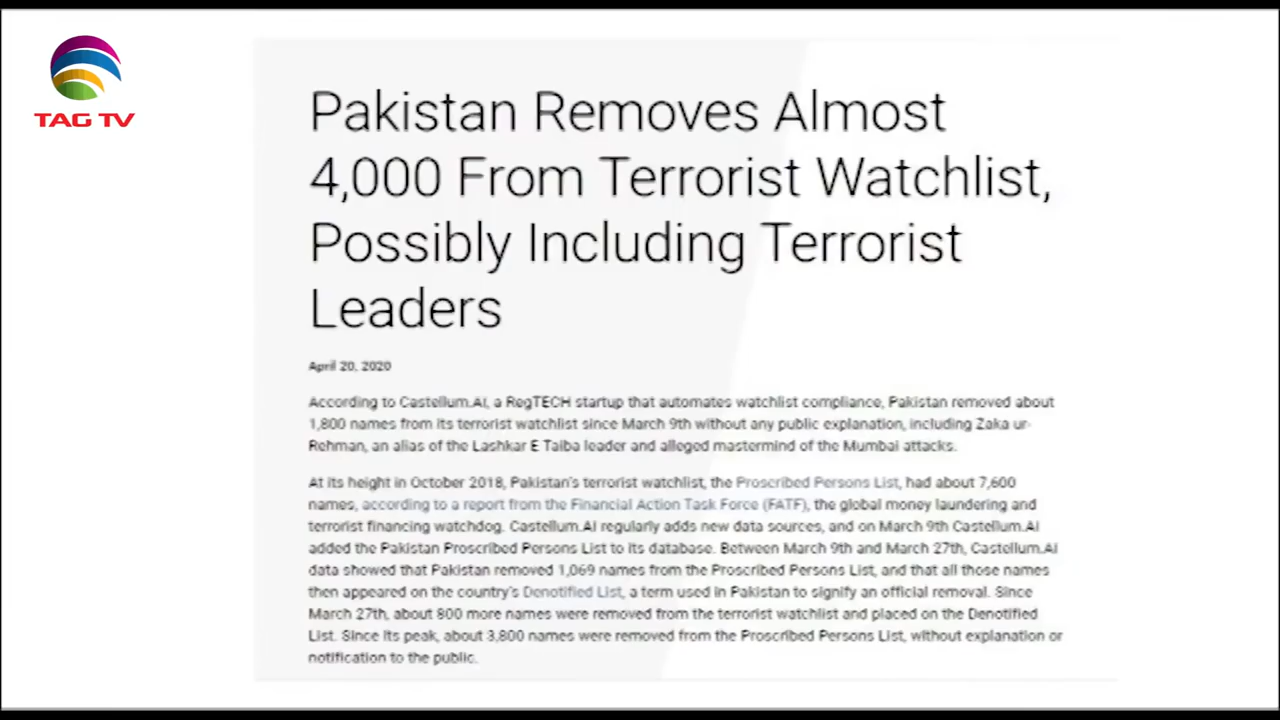 TAG TV
Pakistan Removes Almost
4,000 From Terrorist Watchlist,
Possibly Including Terrorist
Leaders
April 20, 2020
According to Castellum.AI, a RegTECH startup that automates watchlist compliance, Pakistan removed about
1,800 names from its terrorist watchlist since March 9th without any public explanation, including Zaka ur-
Rehman, an alias of the Lashkar E Taiba leader and alleged mastermind of the Mumbai attacks.
At its height in October 2018, Pakistan's terrorist watchlist, the Proscribed Persons List, had about 7,600
names, according to a report from the Financial Action Task Force (FATF), the global money laundering and
terrorist financing watchdog. Castellum.AI regularly adds new data sources, and on March 9th Castellum.AI
added the Pakistan Proscribed Persons List to its database. Between March 9th and March 27th, Castellum.AI
data showed that Pakistan removed 1,069 names from the Proscribed Persons List, and that all those names
then appeared on the country's Denotified List, a term used in Pakistan to signify an official removal. Since
March 27th, about 800 more names were removed from the terrorist watchlist and placed on the Denotified
List. Since its peak, about 3,800 names were removed from the Proscribed Persons List, without explanation or
notification to the public.